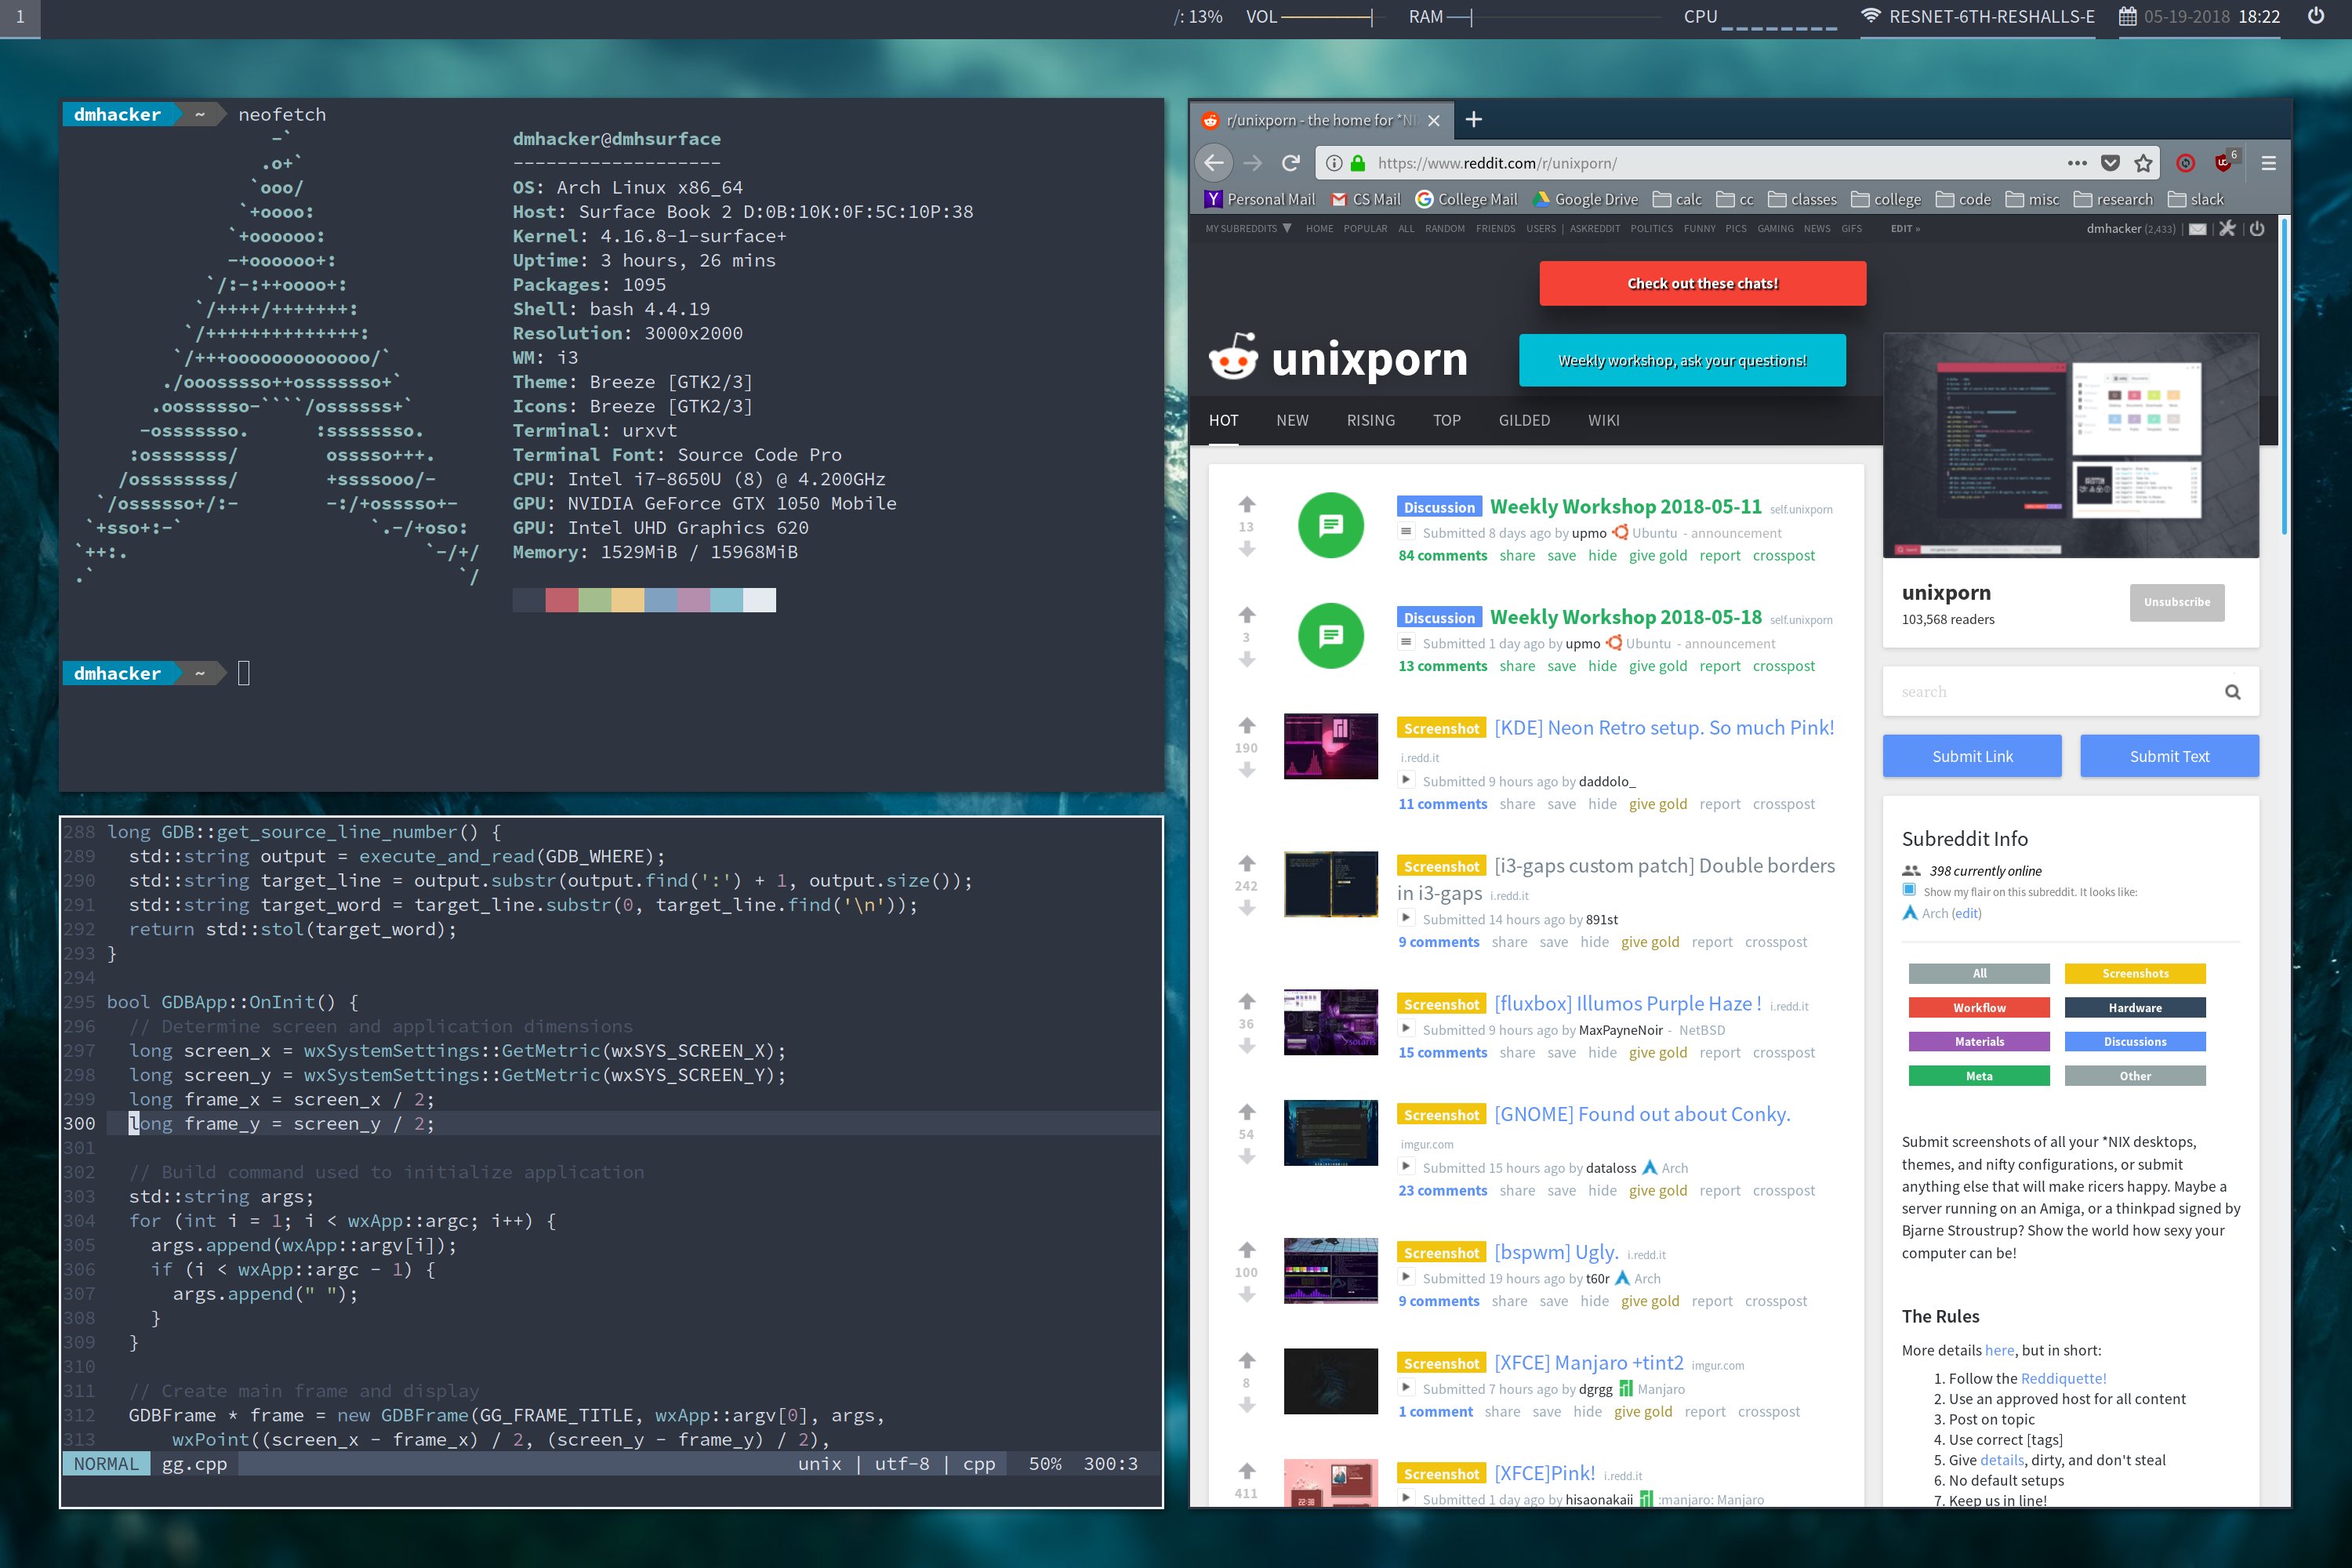 1
/: 13% VOL RAM CPU RESNET-6TH-RESHALLS-E 05-19-2018 18:22
dmhacker ~ neofetch
dmhacker@dmhsurface
-------------------
OS: Arch Linux x86_64
Host: Surface Book 2 D:0B:10K:0F:5C:10P:38
Kernel: 4.16.8-1-surface+
Uptime: 3 hours, 26 mins
Packages: 1095
Shell: bash 4.4.19
Resolution: 3000x2000
WM: i3
Theme: Breeze [GTK2/3]
Icons: Breeze [GTK2/3]
Terminal: urxvt
Terminal Font: Source Code Pro
CPU: Intel i7-8650U (8) @ 4.200GHz
GPU: NVIDIA GeForce GTX 1050 Mobile
GPU: Intel UHD Graphics 620
Memory: 1529MiB / 15968MiB
dmhacker ~
288 long GDB::get_source_line_number() {
289   std::string output = execute_and_read(GDB_WHERE);
290   std::string target_line = output.substr(output.find(':') + 1, output.size());
291   std::string target_word = target_line.substr(0, target_line.find('\n'));
292   return std::stol(target_word);
293 }
294
295 bool GDBApp::OnInit() {
296   // Determine screen and application dimensions
297   long screen_x = wxSystemSettings::GetMetric(wxSYS_SCREEN_X);
298   long screen_y = wxSystemSettings::GetMetric(wxSYS_SCREEN_Y);
299   long frame_x = screen_x / 2;
300   long frame_y = screen_y / 2;
301
302   // Build command used to initialize application
303   std::string args;
304   for (int i = 1; i < wxApp::argc; i++) {
305     args.append(wxApp::argv[i]);
306     if (i < wxApp::argc - 1) {
307       args.append(" ");
308     }
309   }
310
311   // Create main frame and display
312   GDBFrame * frame = new GDBFrame(GG_FRAME_TITLE, wxApp::argv[0], args,
313       wxPoint((screen_x - frame_x) / 2, (screen_y - frame_y) / 2),
NORMAL gg.cpp unix | utf-8 | cpp 50% 300:3
r/unixporn - the home for *NI
https://www.reddit.com/r/unixporn/
6
Personal Mail CS Mail College Mail Google Drive calc cc classes college code misc research slack
MY SUBREDDITS HOME POPULAR ALL RANDOM FRIENDS USERS | ASKREDDIT POLITICS FUNNY PICS GAMING NEWS GIFS EDIT » dmhacker (2,433) | | |
Check out these chats!
unixporn
Weekly workshop, ask your questions!
HOT NEW RISING TOP GILDED WIKI
13
Discussion Weekly Workshop 2018-05-11 self.unixporn
Submitted 8 days ago by upmo Ubuntu - announcement
84 comments share save hide give gold report crosspost
3
Discussion Weekly Workshop 2018-05-18 self.unixporn
Submitted 1 day ago by upmo Ubuntu - announcement
13 comments share save hide give gold report crosspost
190
Screenshot [KDE] Neon Retro setup. So much Pink!
i.redd.it
Submitted 9 hours ago by daddolo_
11 comments share save hide give gold report crosspost
242
Screenshot [i3-gaps custom patch] Double borders
in i3-gaps i.redd.it
Submitted 14 hours ago by 891st
9 comments share save hide give gold report crosspost
36
Screenshot [fluxbox] Illumos Purple Haze ! i.redd.it
Submitted 9 hours ago by MaxPayneNoir - NetBSD
15 comments share save hide give gold report crosspost
54
Screenshot [GNOME] Found out about Conky.
imgur.com
Submitted 15 hours ago by dataloss Arch
23 comments share save hide give gold report crosspost
100
Screenshot [bspwm] Ugly. i.redd.it
Submitted 19 hours ago by t60r Arch
9 comments share save hide give gold report crosspost
8
Screenshot [XFCE] Manjaro +tint2 imgur.com
Submitted 7 hours ago by dgrgg Manjaro
1 comment share save hide give gold report crosspost
411
Screenshot [XFCE]Pink! i.redd.it
Submitted 1 day ago by hisaonakaii :manjaro: Manjaro
unixporn
103,568 readers
Unsubscribe
search
Submit Link Submit Text
Subreddit Info
398 currently online
Show my flair on this subreddit. It looks like:
Arch (edit)
All Screenshots
Workflow Hardware
Materials Discussions
Meta Other
Submit screenshots of all your *NIX desktops,
themes, and nifty configurations, or submit
anything else that will make ricers happy. Maybe a
server running on an Amiga, or a thinkpad signed by
Bjarne Stroustrup? Show the world how sexy your
computer can be!
The Rules
More details here, but in short:
1. Follow the Reddiquette!
2. Use an approved host for all content
3. Post on topic
4. Use correct [tags]
5. Give details, dirty, and don't steal
6. No default setups
7. Keep us in line!